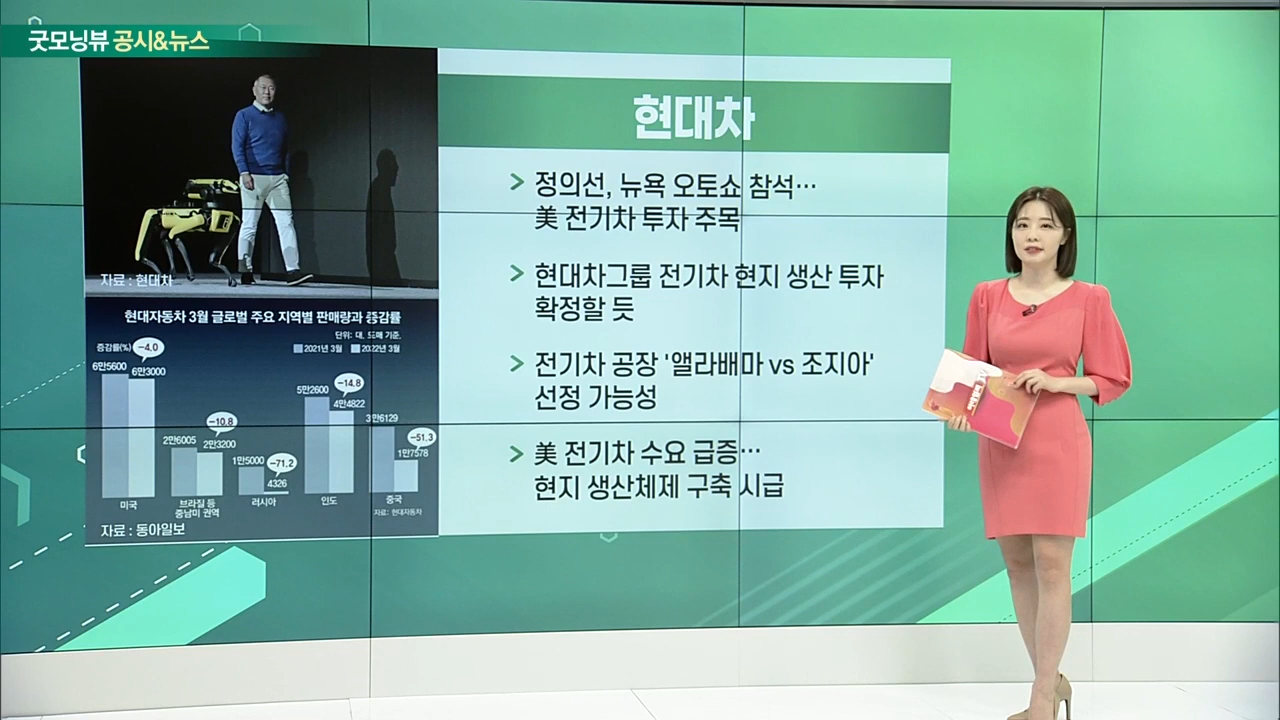 굿모닝뷰 공시&뉴스
현대차
정의선, 뉴욕 오토쇼 참석…
美 전기차 투자 주목
현대차그룹 전기차 현지 생산 투자
확정할 듯
전기차 공장 '앨라배마 vs 조지아'
선정 가능성
美 전기차 수요 급증…
현지 생산체제 구축 시급
자료 : 현대차
현대자동차 3월 글로벌 주요 지역별 판매량과 증감률
단위: 대, 도매 기준.
2021년 3월 2022년 3월
증감률(%) -4.0
6만5600 6만3000
미국
-10.8
2만6005 2만3200
브라질 등
중남미 권역
-71.2
1만5000 4326
러시아
-14.8
5만2600 4만4822
인도
-51.3
3만6129 1만7578
중국
자료: 현대자동차
자료 : 동아일보